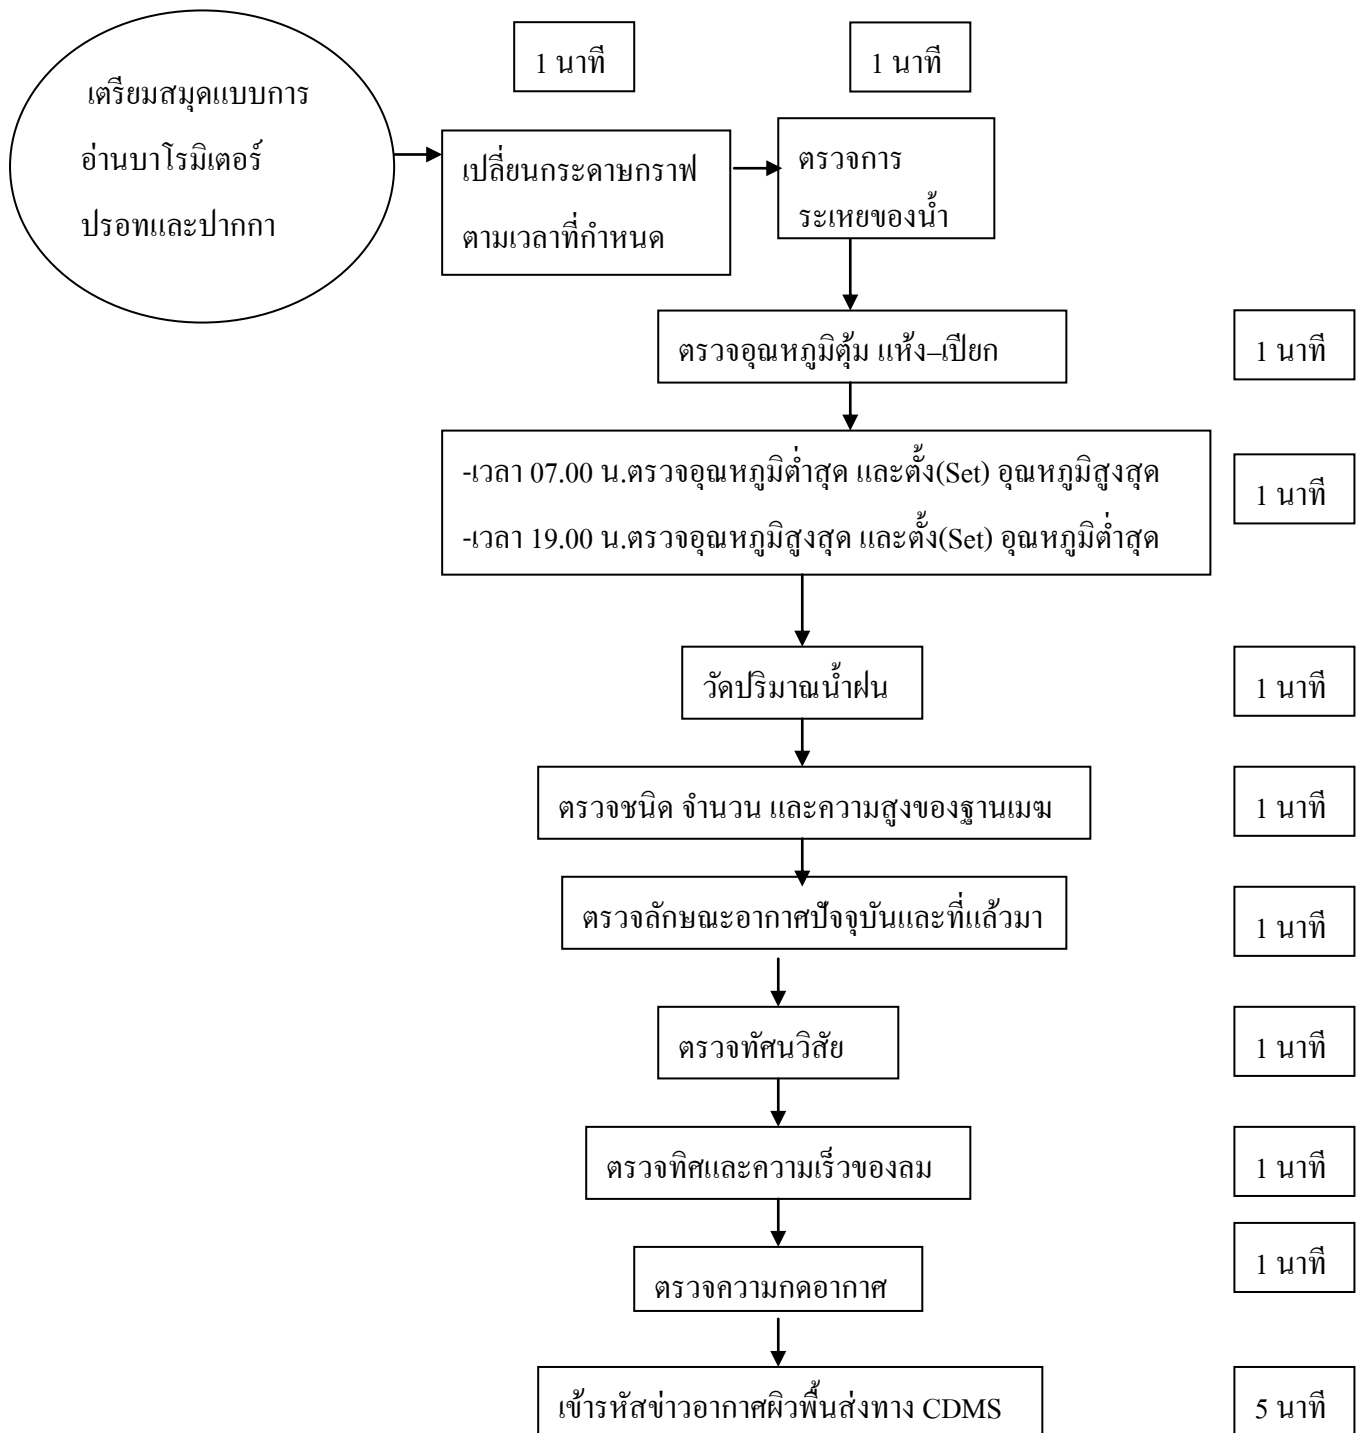 เตรียมสมุดแบบการ
อ่านบาโรมิเตอร์
ปรอทและปากกา
1 นาที
1 นาที
เปลี่ยนกระดาษกราฟ
ตามเวลาที่กำหนด
ตรวจการ
ระเหยของน้ำ
ตรวจอุณหภูมิตุ้ม แห้ง–เปียก
1 นาที
-เวลา 07.00 น.ตรวจอุณหภูมิต่ำสุด และตั้ง(Set) อุณหภูมิสูงสุด
-เวลา 19.00 น.ตรวจอุณหภูมิสูงสุด และตั้ง(Set) อุณหภูมิต่ำสุด
1 นาที
วัดปริมาณน้ำฝน
1 นาที
ตรวจชนิด จำนวน และความสูงของฐานเมฆ
1 นาที
ตรวจลักษณะอากาศปัจจุบันและที่แล้วมา
1 นาที
ตรวจทัศนวิสัย
1 นาที
ตรวจทิศและความเร็วของลม
1 นาที
ตรวจความกดอากาศ
1 นาที
เข้ารหัสข่าวอากาศผิวพื้นส่งทาง CDMS
5 นาที